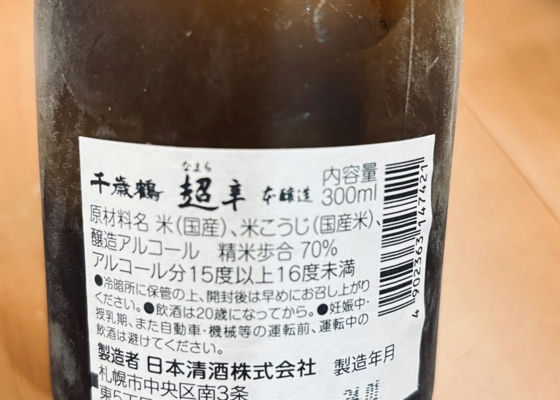 なまら
千歳鶴 超辛 本醸造 内容量 300ml
原材料名 米(国産)、米こうじ(国産米)、
醸造アルコール 精米歩合 70%
アルコール分15度以上16度未満
●冷暗所に保管の上、開封後は早めにお召し上がり
ください。●飲酒は20歳になってから。●妊娠中・
授乳期、また自動車・機械等の運転前、運転中の
飲酒は避けてください。
製造者 日本清酒株式会社 製造年月
札幌市中央区南3条
東5丁目
4902363147421